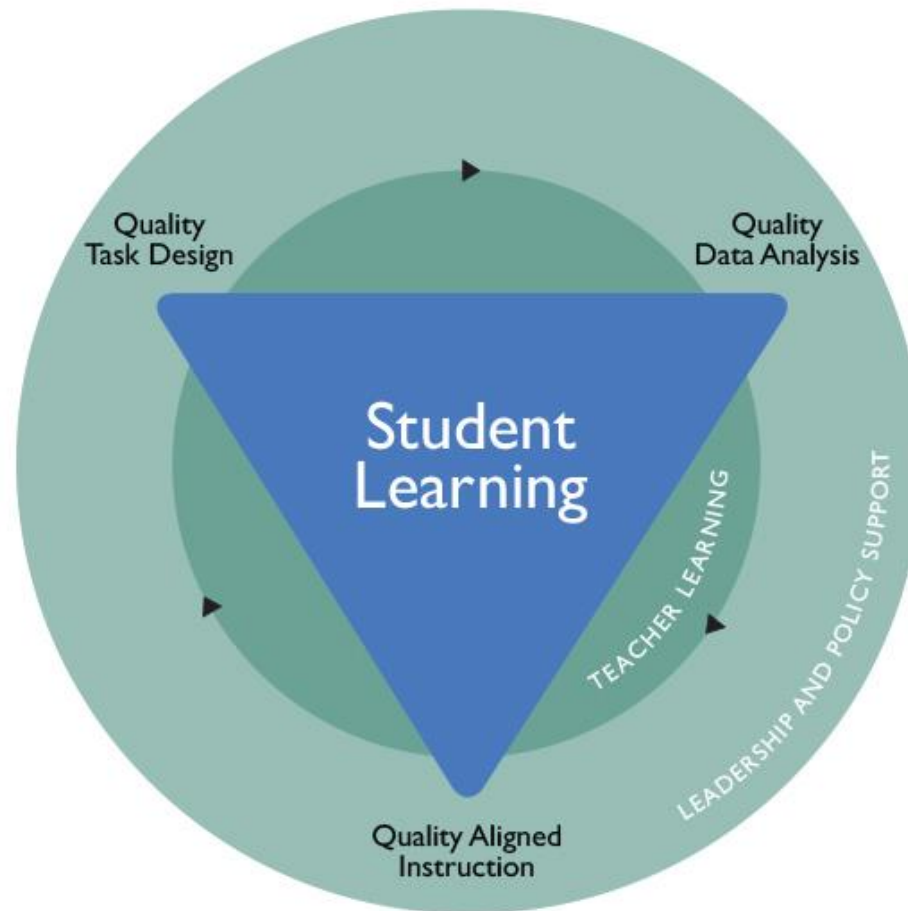 Quality
Task Design
Quality
Data Analysis
Student
Learning
TEACHER LEARNING
LEADERSHIP AND POLICY SUPPORT
Quality Aligned
Instruction